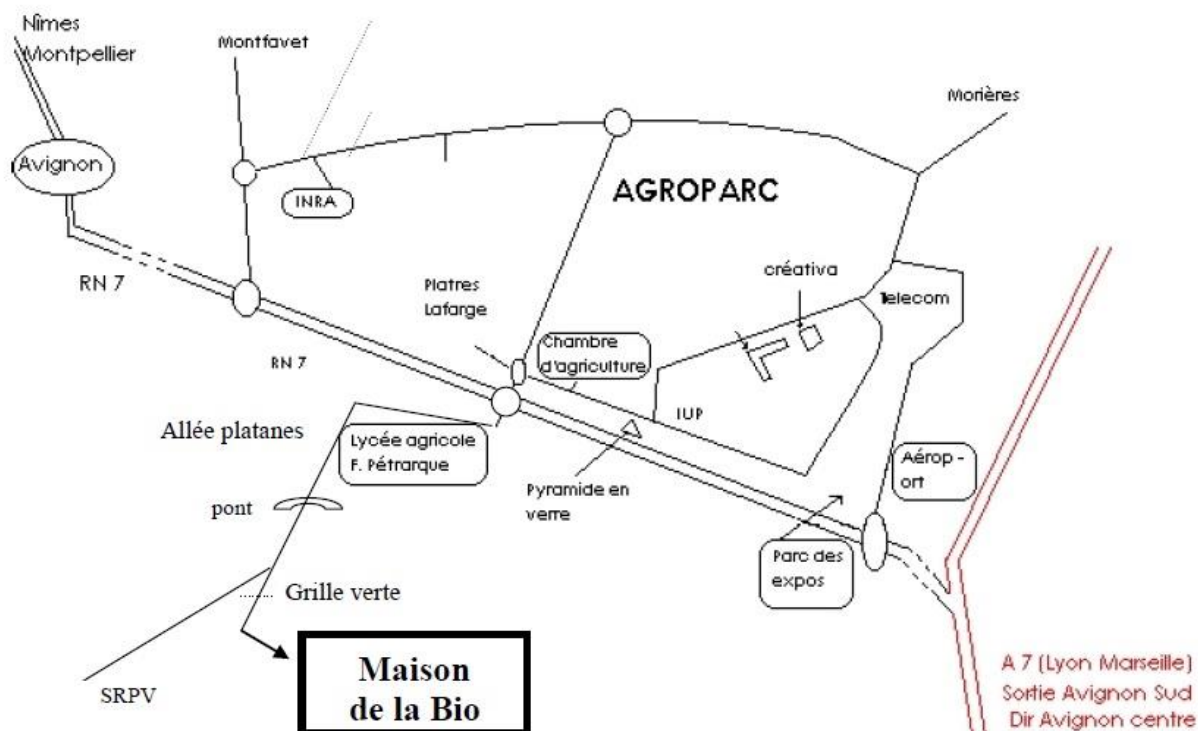 Nîmes
Montpellier
Montfavet
Morières
Avignon
INRA
AGROPARC
RN 7
créativa
Telecom
Platres
Lafarge
Chambre
d'agriculture
RN 7
IUP
Allée platanes
Lycée agricole
F. Pétrarque
Aérop -
ort
Pyramide en
verre
pont
Parc des
expos
Grille verte
Maison
de la Bio
SRPV
A 7 (Lyon Marseille)
Sortie Avignon Sud
Dir Avignon centre